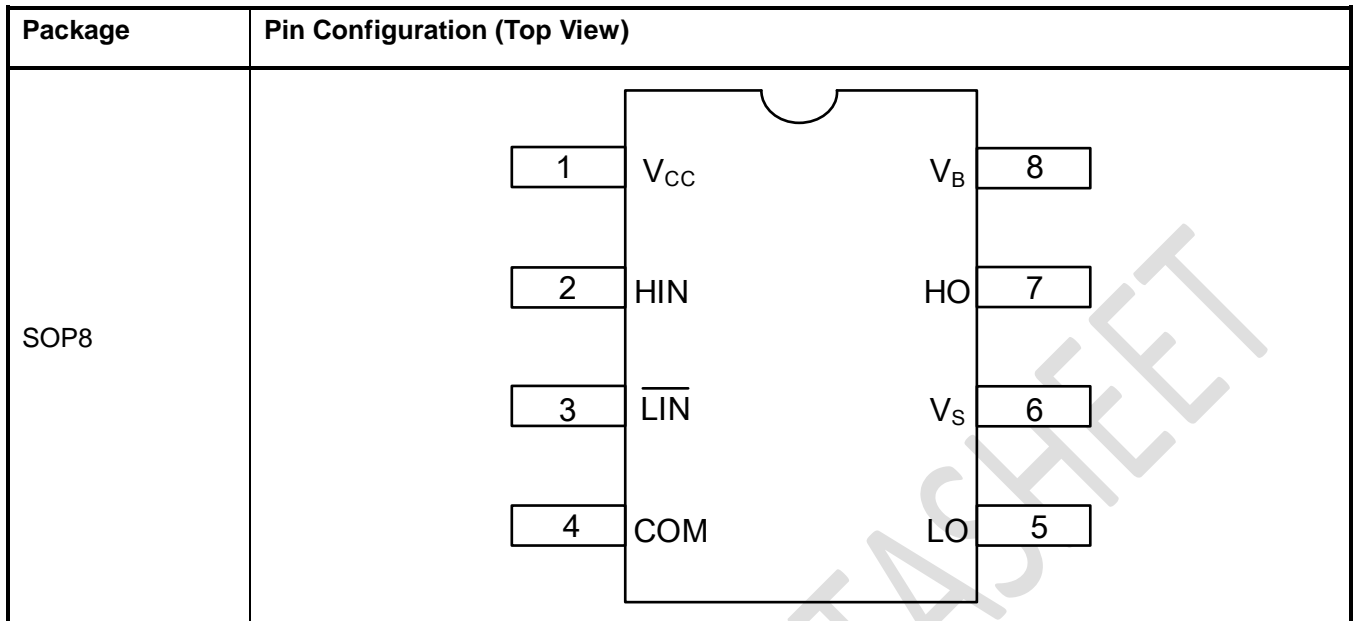 Package Pin Configuration (Top View)
SOP8
1 VCC VB 8
2 HIN HO 7
3 L̅I̅N̅ VS 6
4 COM LO 5
TASHEET